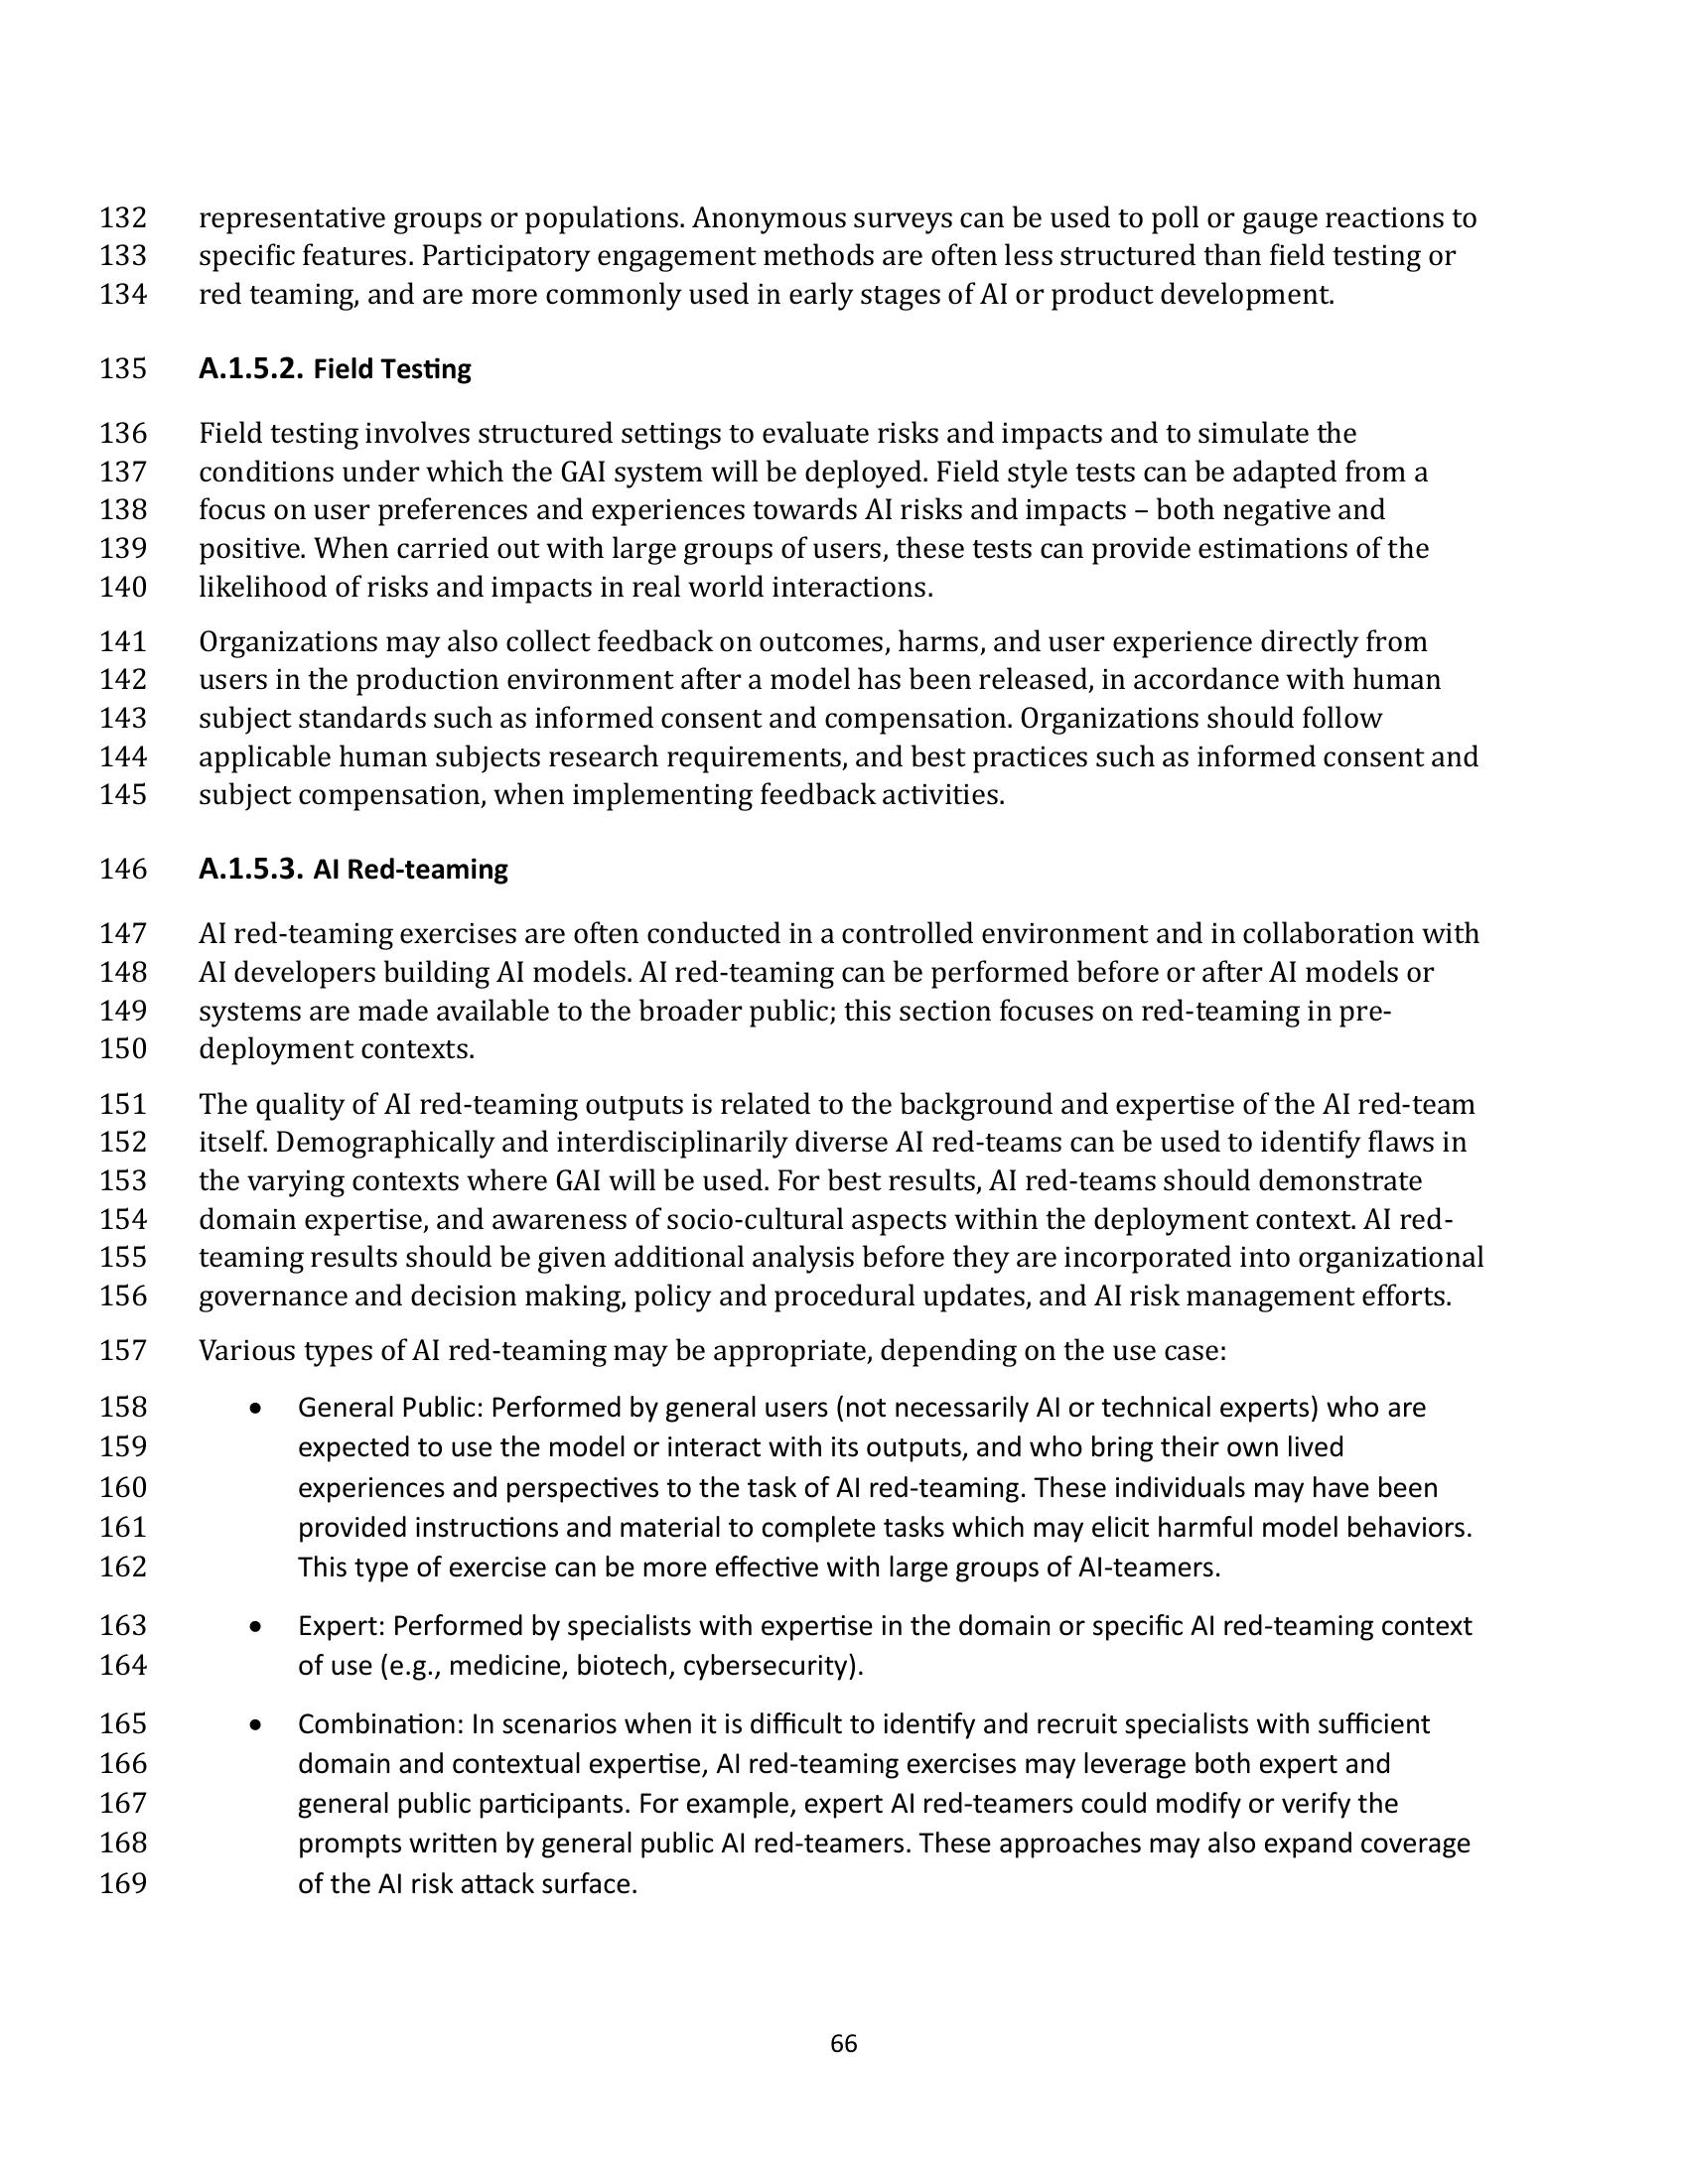 132 representative groups or populations. Anonymous surveys can be used to poll or gauge reactions to
133 specific features. Participatory engagement methods are often less structured than field testing or
134 red teaming, and are more commonly used in early stages of AI or product development.
135 A.1.5.2. Field Testing
136 Field testing involves structured settings to evaluate risks and impacts and to simulate the
137 conditions under which the GAI system will be deployed. Field style tests can be adapted from a
138 focus on user preferences and experiences towards AI risks and impacts – both negative and
139 positive. When carried out with large groups of users, these tests can provide estimations of the
140 likelihood of risks and impacts in real world interactions.
141 Organizations may also collect feedback on outcomes, harms, and user experience directly from
142 users in the production environment after a model has been released, in accordance with human
143 subject standards such as informed consent and compensation. Organizations should follow
144 applicable human subjects research requirements, and best practices such as informed consent and
145 subject compensation, when implementing feedback activities.
146 A.1.5.3. AI Red-teaming
147 AI red-teaming exercises are often conducted in a controlled environment and in collaboration with
148 AI developers building AI models. AI red-teaming can be performed before or after AI models or
149 systems are made available to the broader public; this section focuses on red-teaming in pre-
150 deployment contexts.
151 The quality of AI red-teaming outputs is related to the background and expertise of the AI red-team
152 itself. Demographically and interdisciplinarily diverse AI red-teams can be used to identify flaws in
153 the varying contexts where GAI will be used. For best results, AI red-teams should demonstrate
154 domain expertise, and awareness of socio-cultural aspects within the deployment context. AI red-
155 teaming results should be given additional analysis before they are incorporated into organizational
156 governance and decision making, policy and procedural updates, and AI risk management efforts.
157 Various types of AI red-teaming may be appropriate, depending on the use case:
158 • General Public: Performed by general users (not necessarily AI or technical experts) who are
159 expected to use the model or interact with its outputs, and who bring their own lived
160 experiences and perspectives to the task of AI red-teaming. These individuals may have been
161 provided instructions and material to complete tasks which may elicit harmful model behaviors.
162 This type of exercise can be more effective with large groups of AI-teamers.
163 • Expert: Performed by specialists with expertise in the domain or specific AI red-teaming context
164 of use (e.g., medicine, biotech, cybersecurity).
165 • Combination: In scenarios when it is difficult to identify and recruit specialists with sufficient
166 domain and contextual expertise, AI red-teaming exercises may leverage both expert and
167 general public participants. For example, expert AI red-teamers could modify or verify the
168 prompts written by general public AI red-teamers. These approaches may also expand coverage
169 of the AI risk attack surface.
66